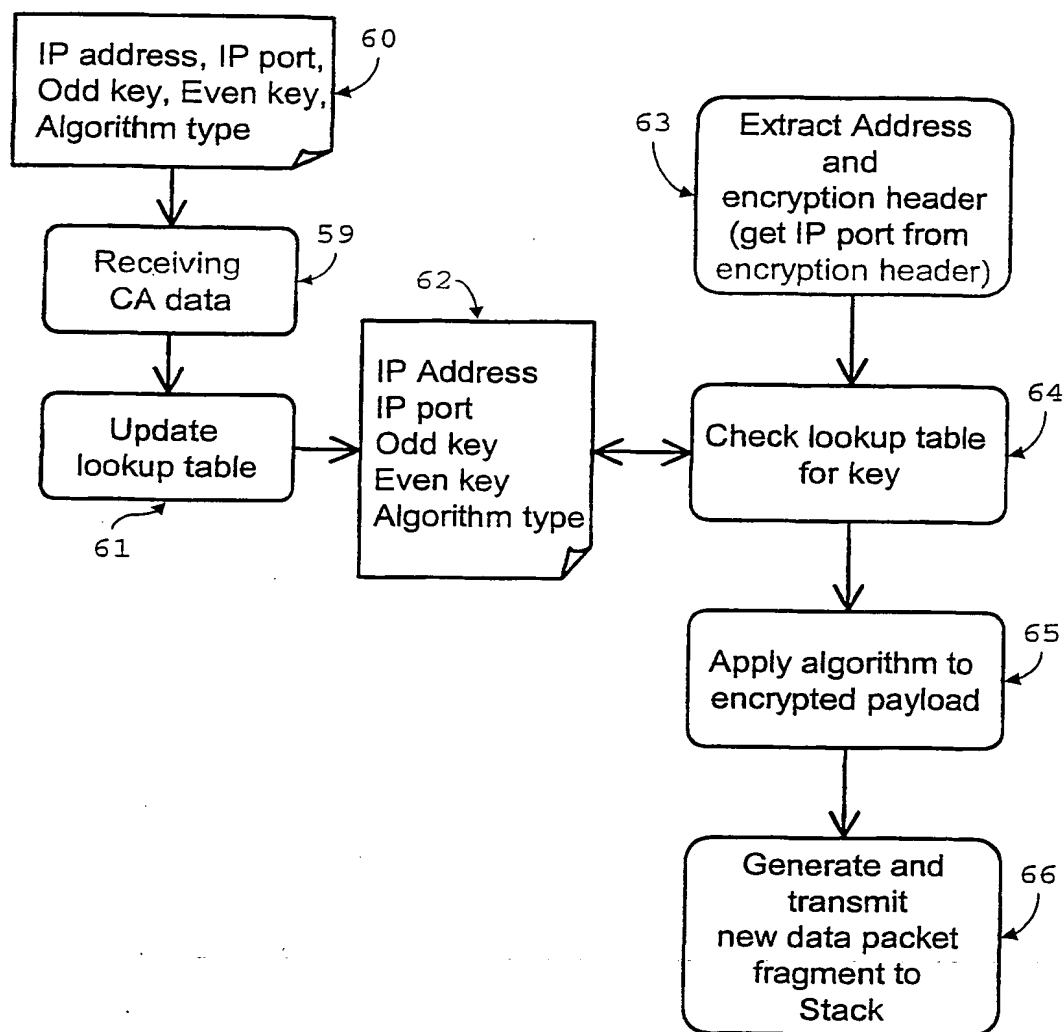 60
IP address, IP port,
Odd key, Even key,
Algorithm type
59
Receiving
CA data
Update
lookup table
61
62
IP Address
IP port
Odd key
Even key
Algorithm type
63
Extract Address
and
encryption header
(get IP port from
encryption header)
64
Check lookup table
for key
65
Apply algorithm to
encrypted payload
66
Generate and
transmit
new data packet
fragment to
Stack